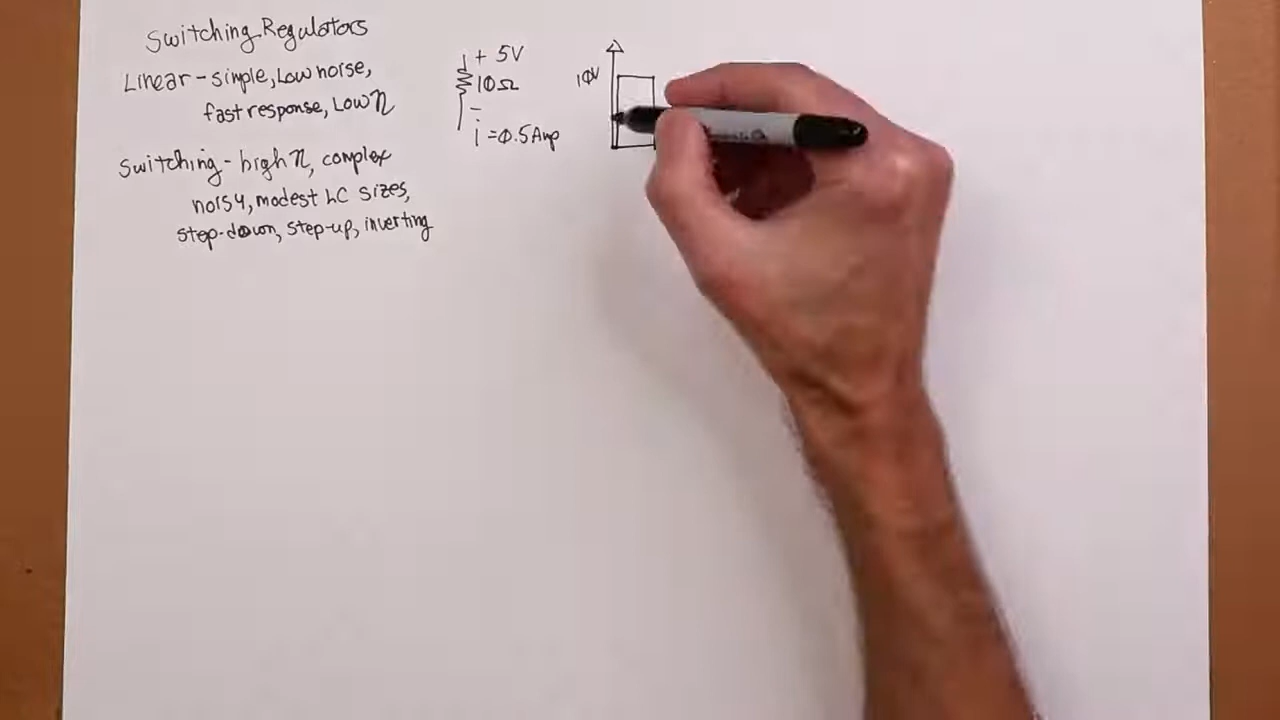 Switching Regulators
Linear - simple, Low noise,
fast response, Low η
Switching - high η, complex
noisy, modest LC sizes,
step-down, step-up, inverting
+ 5V
10Ω
-
i = 0.5 Amp
10V